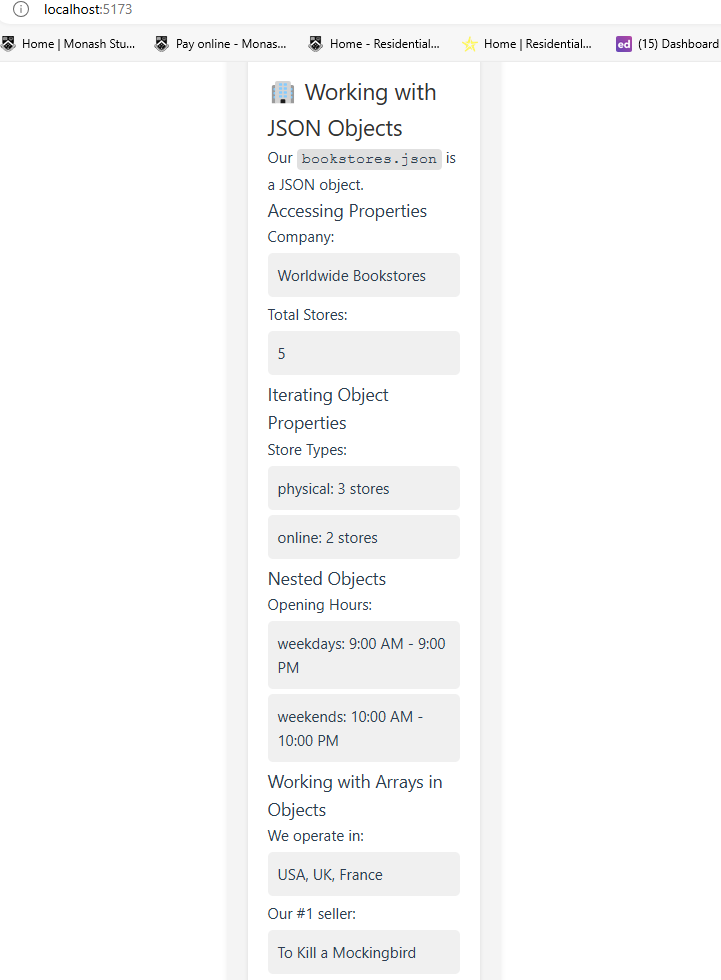 localhost:5173
Home | Monash Stu... Pay online - Monas... Home - Residential... Home | Residential... ed (15) Dashboard
Working with
JSON Objects
Our bookstores.json is
a JSON object.
Accessing Properties
Company:
Worldwide Bookstores
Total Stores:
5
Iterating Object
Properties
Store Types:
physical: 3 stores
online: 2 stores
Nested Objects
Opening Hours:
weekdays: 9:00 AM - 9:00
PM
weekends: 10:00 AM -
10:00 PM
Working with Arrays in
Objects
We operate in:
USA, UK, France
Our #1 seller:
To Kill a Mockingbird